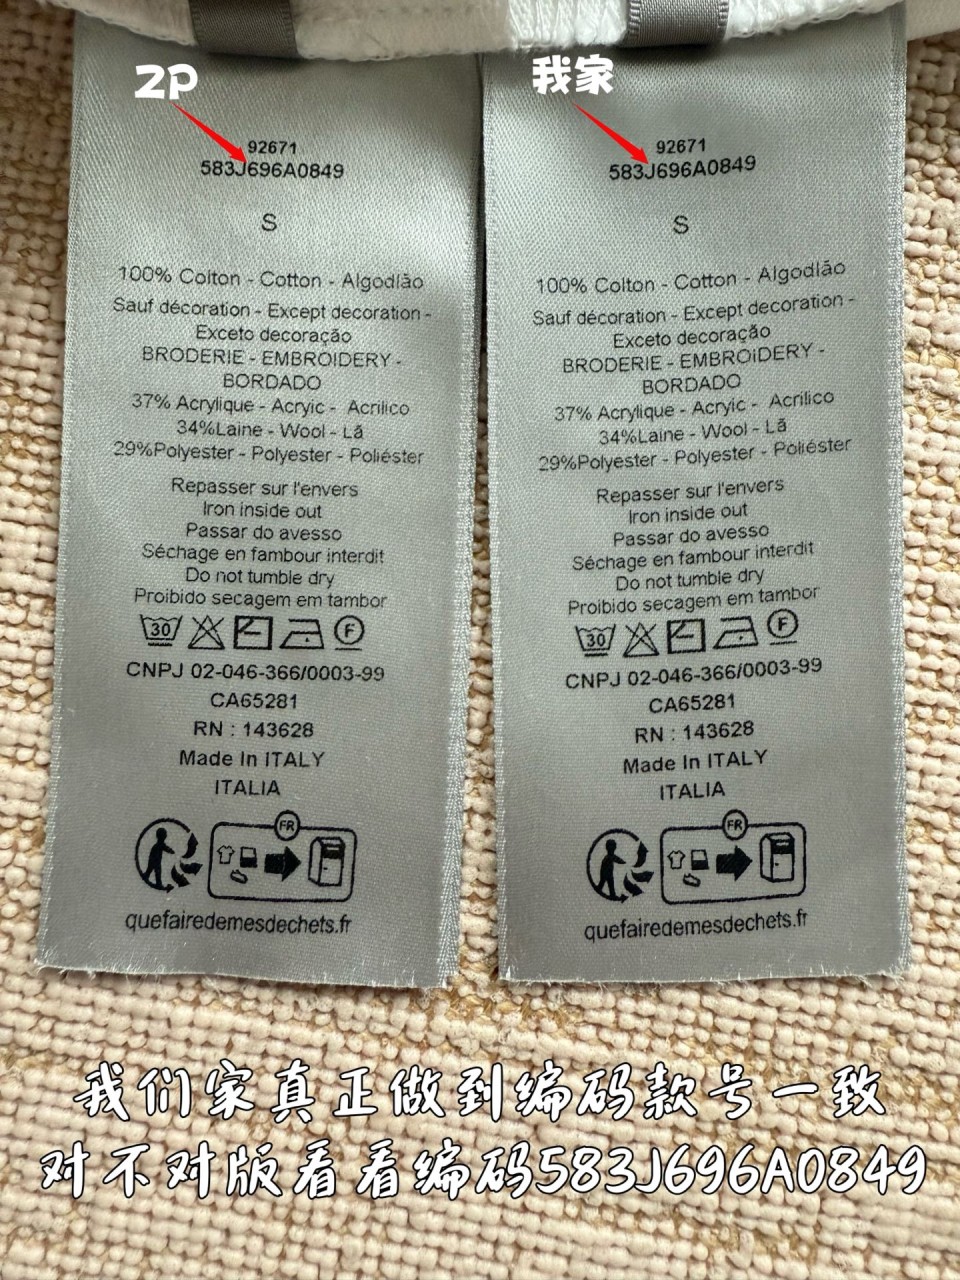 2P
92671
583J696A0849
S
100% Colton - Cotton - Algodlão
Sauf décoration - Except decoration -
Exceto decoração
BRODERIE - EMBROIDERY -
BORDADO
37% Acrylique - Acryic - Acrilico
34%Laine - Wool - Lã
29%Polyester - Polyester - Poliéster
Repasser sur l'envers
Iron inside out
Passar do avesso
Séchage en fambour interdit
Do not tumble dry
Proibido secagem em tambor
30 F
CNPJ 02-046-366/0003-99
CA65281
RN : 143628
Made In ITALY
ITALIA
FR
quefairedemesdechets.fr
我家
92671
583J696A0849
S
100% Colton - Cotton - Algodlão
Sauf décoration - Except decoration -
Exceto decoração
BRODERIE - EMBROiDERY -
BORDADO
37% Acrylique - Acryic - Acrilico
34%Laine - Wool - Lã
29%Polyester - Polyester - Poliéster
Repasser sur l'envers
Iron inside out
Passar do avesso
Séchage en fambour interdit
Do not tumble dry
Proibido secagem em tambor
30 F
CNPJ 02-046-366/0003-99
CA65281
RN : 143628
Made In ITALY
ITALIA
FR
quefairedemesdechets.fr
我们家真正做到编码款号一致
对不对版看看编码583J696A0849